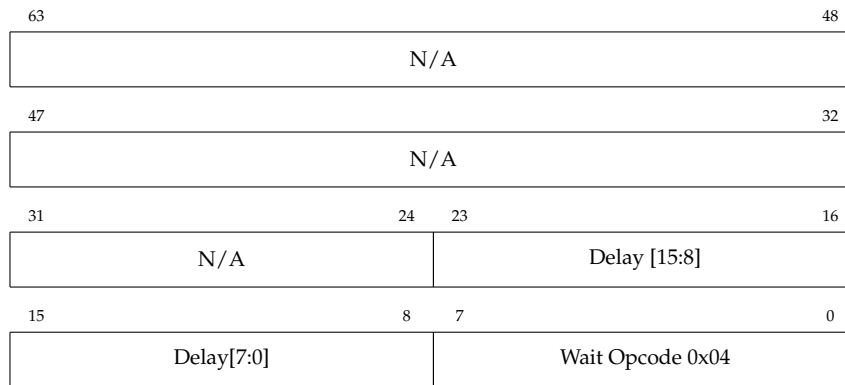 63 48
N/A
47 32
N/A
31 24 23 16
N/A Delay [15:8]
15 8 7 0
Delay[7:0] Wait Opcode 0x04